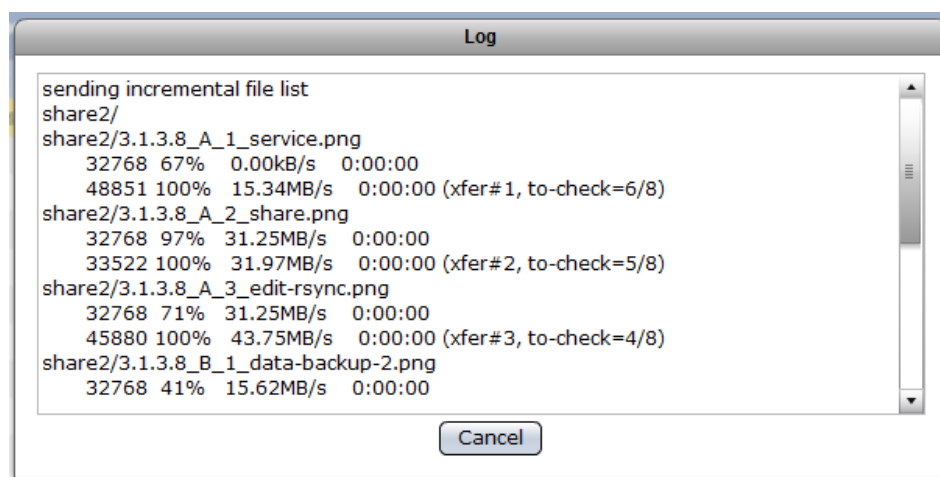 Log
sending incremental file list
share2/
share2/3.1.3.8_A_1_service.png
32768 67% 0.00kB/s 0:00:00
48851 100% 15.34MB/s 0:00:00 (xfer#1, to-check=6/8)
share2/3.1.3.8_A_2_share.png
32768 97% 31.25MB/s 0:00:00
33522 100% 31.97MB/s 0:00:00 (xfer#2, to-check=5/8)
share2/3.1.3.8_A_3_edit-rsync.png
32768 71% 31.25MB/s 0:00:00
45880 100% 43.75MB/s 0:00:00 (xfer#3, to-check=4/8)
share2/3.1.3.8_B_1_data-backup-2.png
32768 41% 15.62MB/s 0:00:00
Cancel